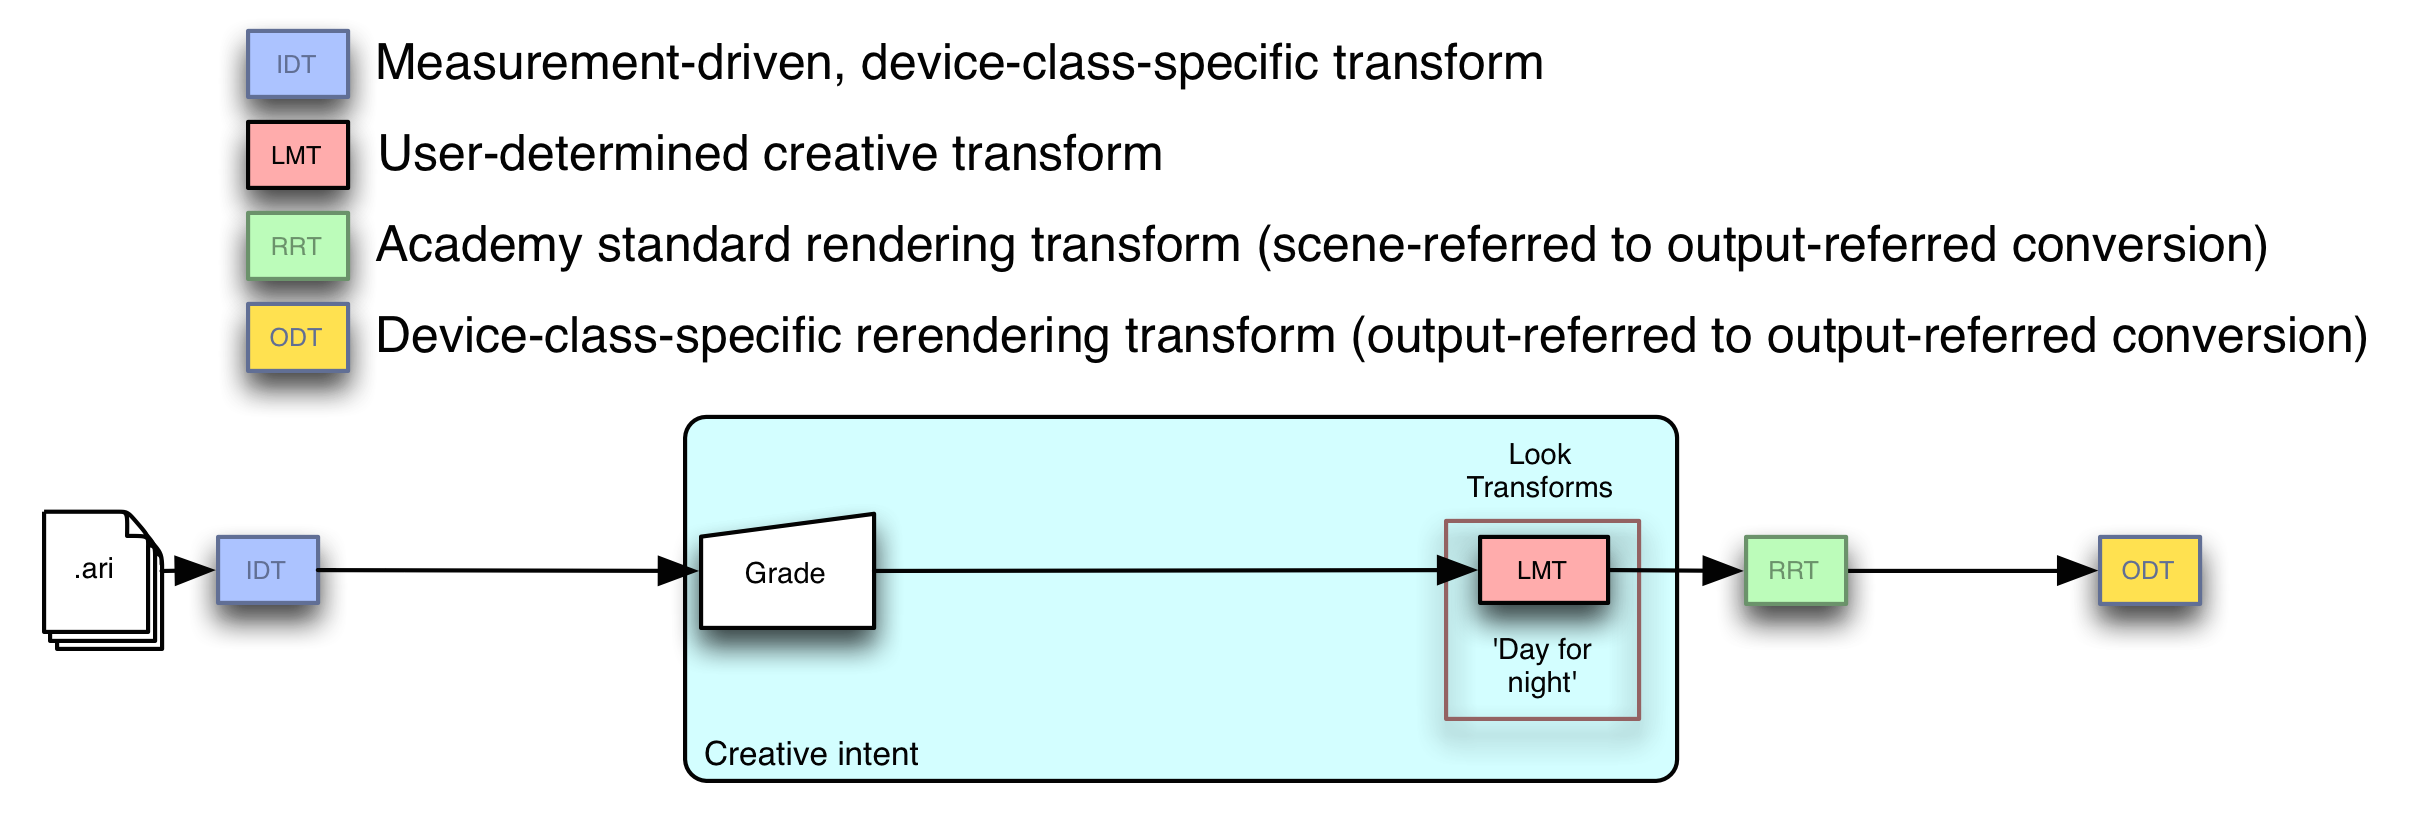 IDT Measurement-driven, device-class-specific transform
LMT User-determined creative transform
RRT Academy standard rendering transform (scene-referred to output-referred conversion)
ODT Device-class-specific rerendering transform (output-referred to output-referred conversion)
Look
Transforms
.ari
IDT
Grade
LMT
RRT
ODT
'Day for
night'
Creative intent